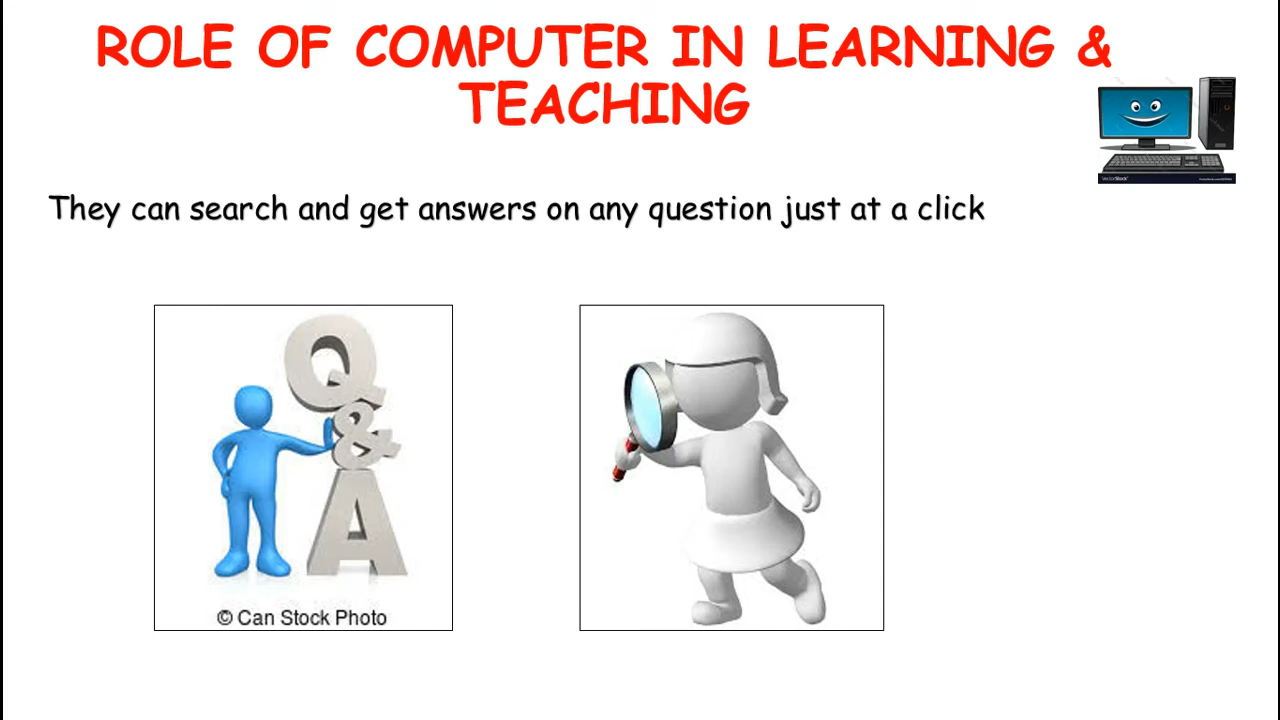 ROLE OF COMPUTER IN LEARNING &
TEACHING
VectorStock
They can search and get answers on any question just at a click
Q
&
A
© Can Stock Photo